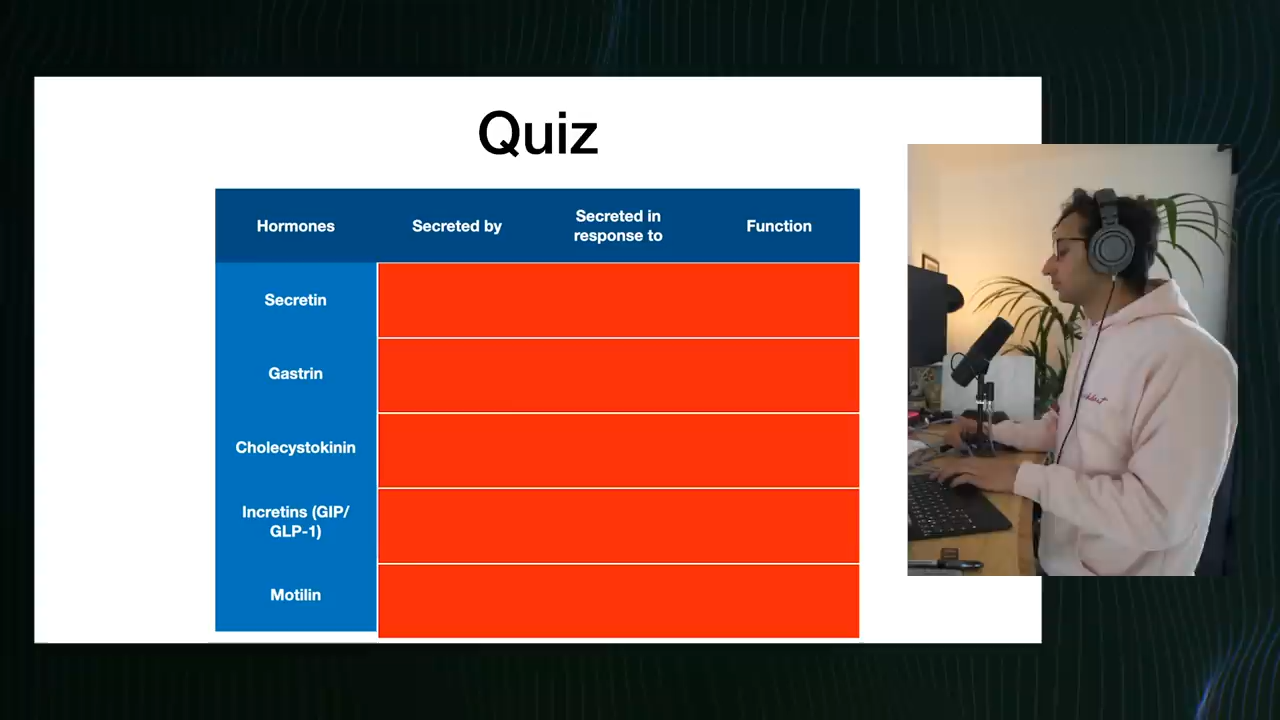 Quiz
Hormones
Secreted by
Secreted in
response to
Function
Secretin
Gastrin
Cholecystokinin
Incretins (GIP/
GLP-1)
Motilin